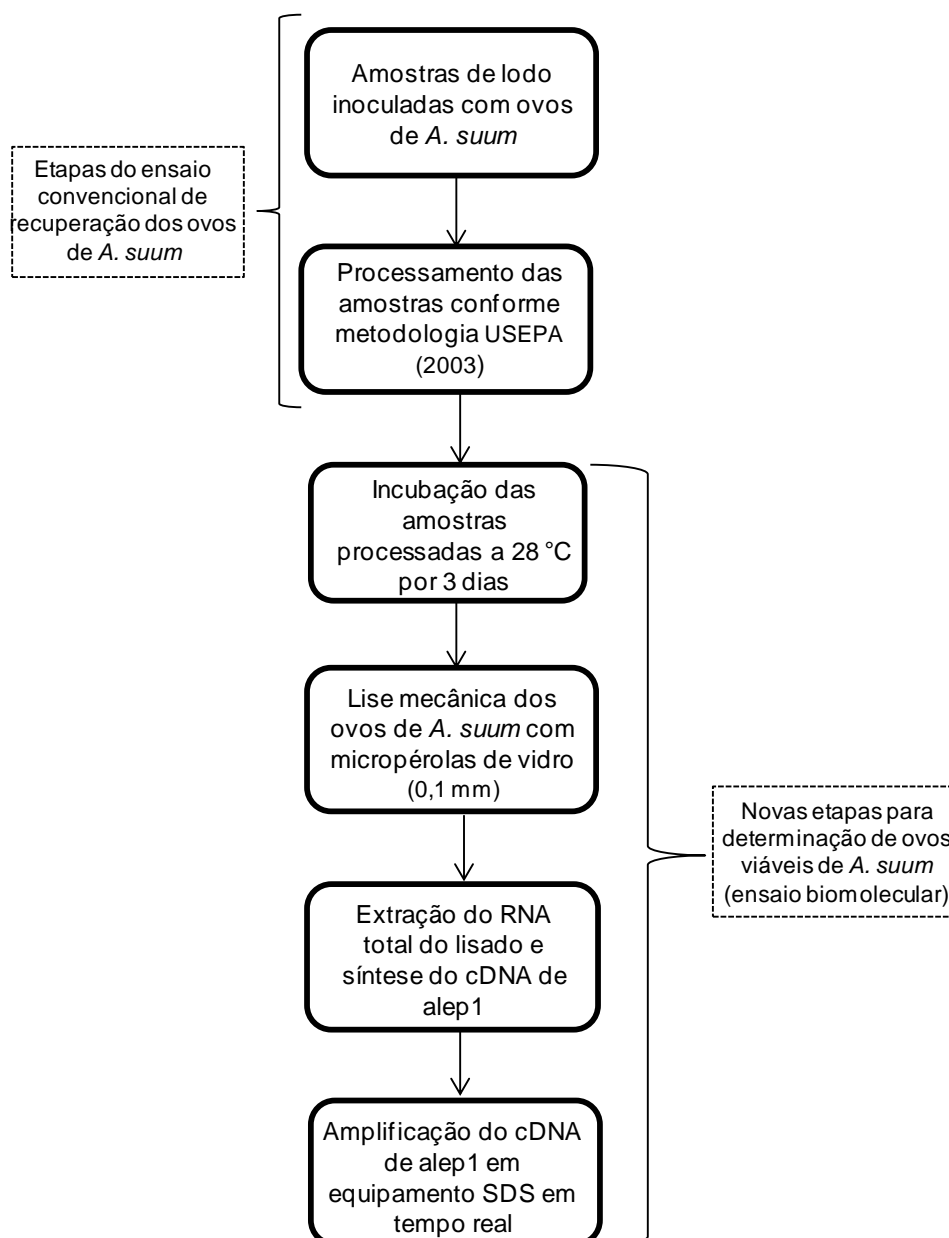 Amostras de lodo
inoculadas com ovos
de A. suum
Etapas do ensaio
convencional de
recuperação dos ovos
de A. suum
Processamento das
amostras conforme
metodologia USEPA
(2003)
Incubação das
amostras
processadas a 28 °C
por 3 dias
Lise mecânica dos
ovos de A. suum com
micropérolas de vidro
(0,1 mm)
Novas etapas para
determinação de ovos
viáveis de A. suum
(ensaio biomolecular)
Extração do RNA
total do lisado e
síntese do cDNA de
alep1
Amplificação do cDNA
de alep1 em
equipamento SDS em
tempo real